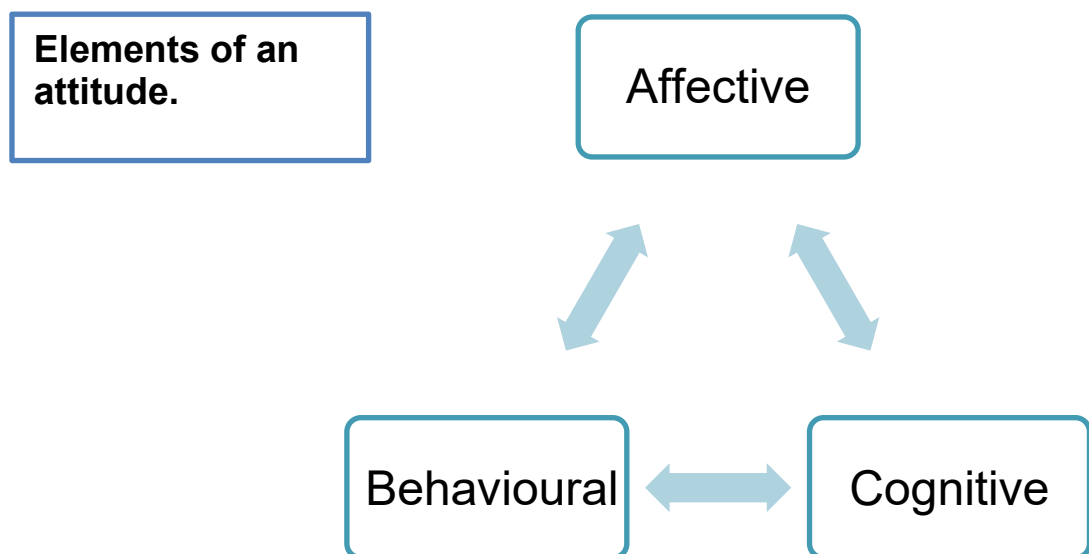 Elements of an
attitude.
Affective
Behavioural
Cognitive